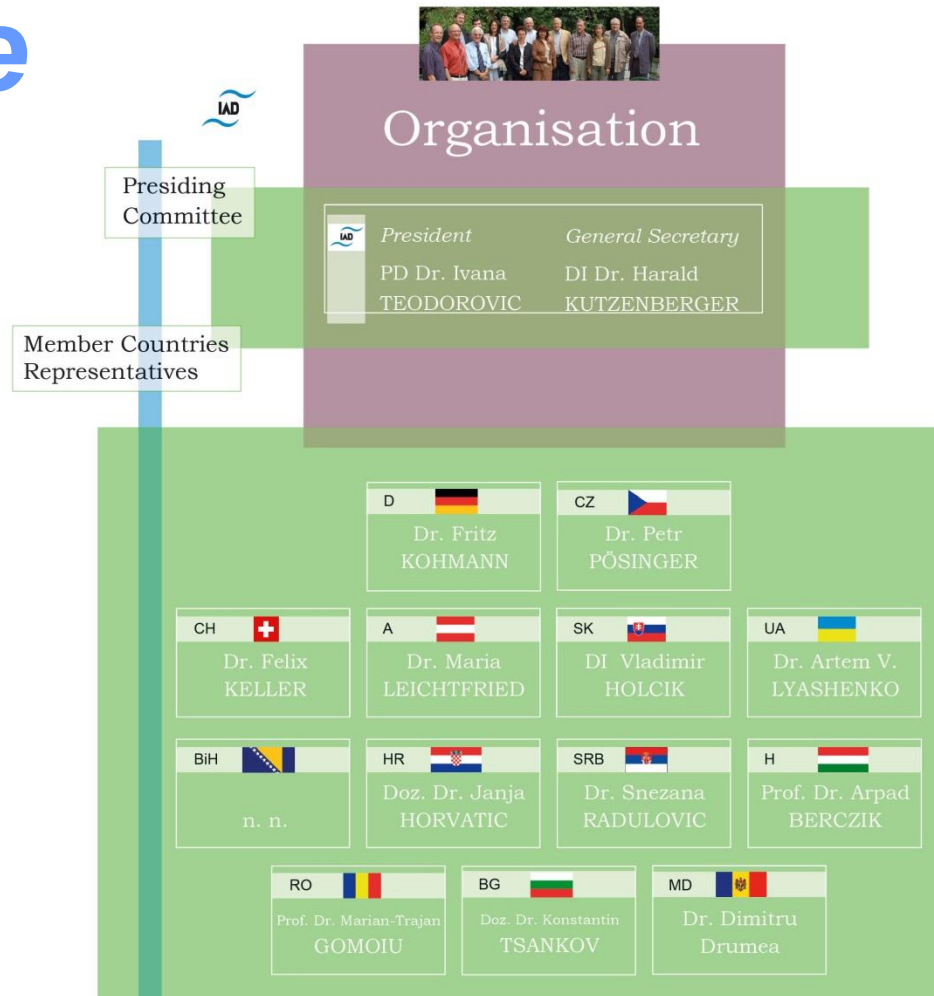 e
IAD
Organisation
Presiding
Committee
IAD
President
General Secretary
PD Dr. Ivana
TEODOROVIC
DI Dr. Harald
KUTZENBERGER
Member Countries
Representatives
D
Dr. Fritz
KOHMANN
CZ
Dr. Petr
PÖSINGER
CH
Dr. Felix
KELLER
A
Dr. Maria
LEICHTFRIED
SK
DI Vladimir
HOLCIK
UA
Dr. Artem V.
LYASHENKO
BiH
n. n.
HR
Doz. Dr. Janja
HORVATIC
SRB
Dr. Snezana
RADULOVIC
H
Prof. Dr. Arpad
BERCZIK
RO
Prof. Dr. Marian-Trajan
GOMOIU
BG
Doz. Dr. Konstantin
TSANKOV
MD
Dr. Dimitru
Drumea